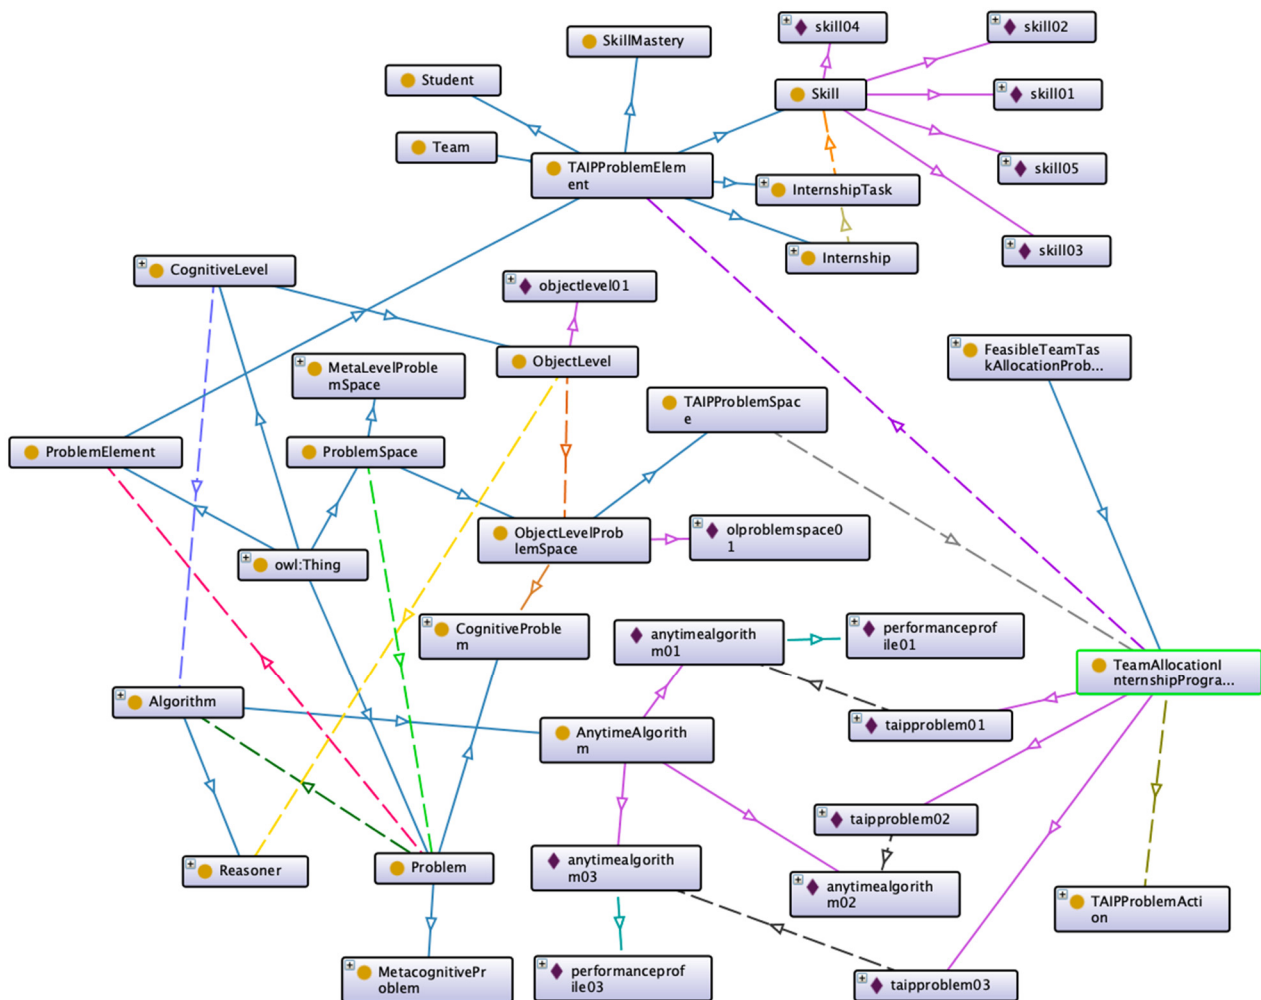 skill04
skill02
SkillMastery
Student
Skill
skill01
Team
TAIPProblemElem
ent
skill05
InternshipTask
skill03
Internship
CognitiveLevel
objectlevel01
ObjectLevel
FeasibleTeamTas
kAllocationProb...
MetaLevelProble
mSpace
TAIPProblemSpac
e
ProblemElement
ProblemSpace
ObjectLevelProb
lemSpace
olproblemspace0
1
owl:Thing
CognitiveProble
m
anytimealgorith
m01
performanceprof
ile01
TeamAllocationI
nternshipProgra...
Algorithm
taipproblem01
AnytimeAlgorith
m
taipproblem02
Reasoner
Problem
anytimealgorith
m03
anytimealgorith
m02
TAIPProblemActi
on
MetacognitivePr
oblem
performanceprof
ile03
taipproblem03